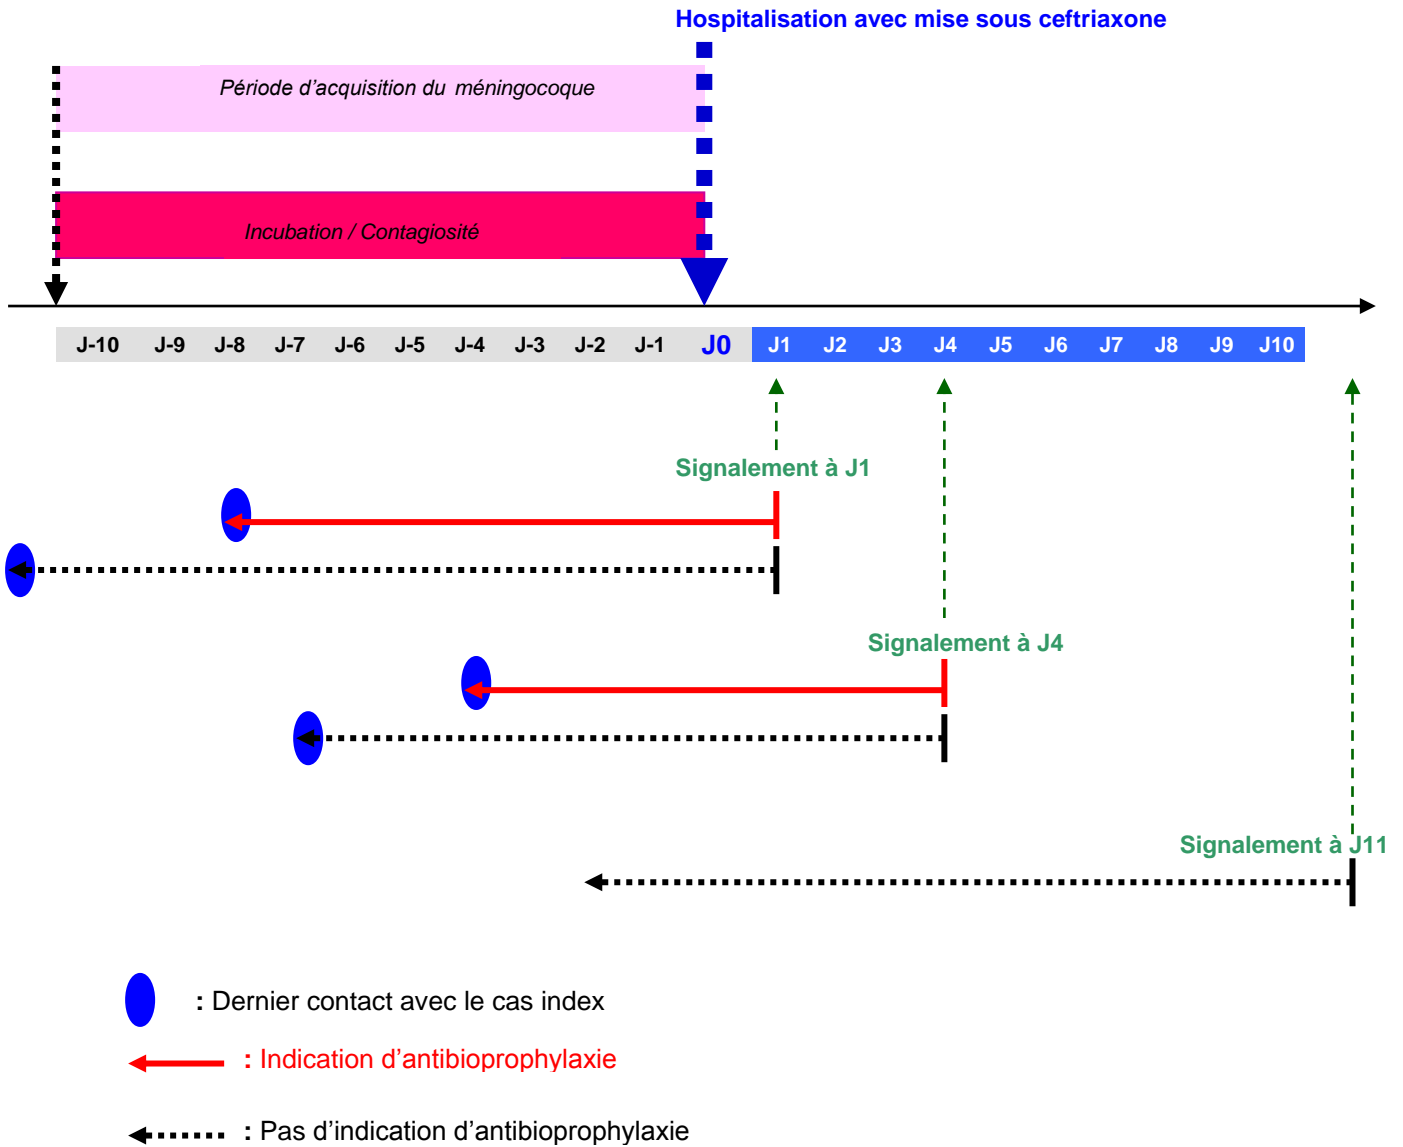 Hospitalisation avec mise sous ceftriaxone
Période d'acquisition du méningocoque
Incubation / Contagiosité
J-10 J-9 J-8 J-7 J-6 J-5 J-4 J-3 J-2 J-1 J0 J1 J2 J3 J4 J5 J6 J7 J8 J9 J10
Signalement à J1
Signalement à J4
Signalement à J11
: Dernier contact avec le cas index
: Indication d'antibioprophylaxie
: Pas d'indication d'antibioprophylaxie